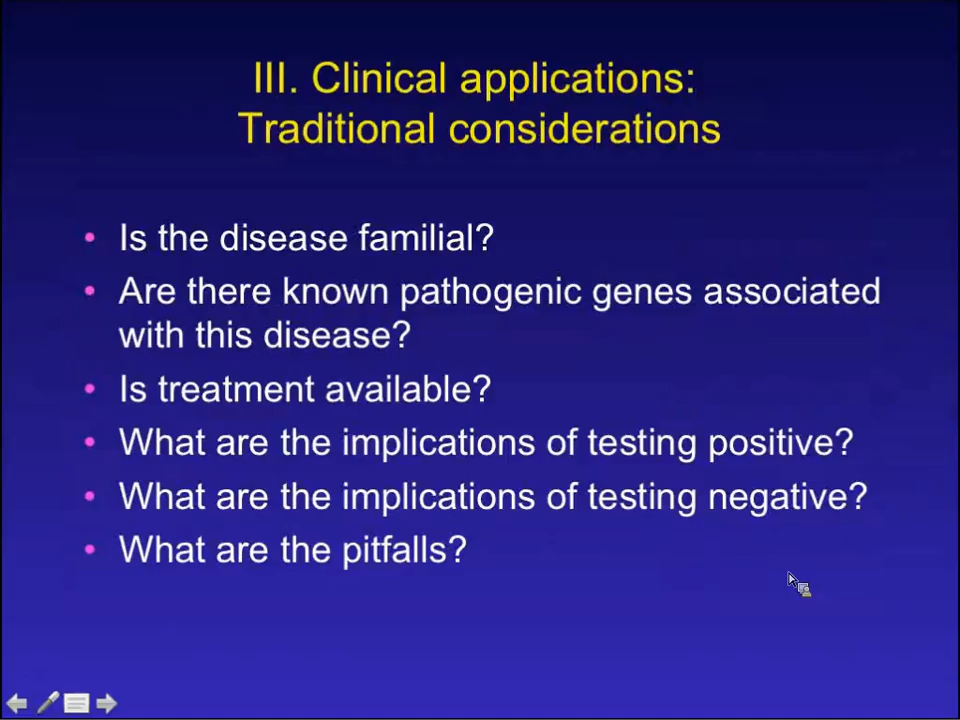 III. Clinical applications:
Traditional considerations
• Is the disease familial?
• Are there known pathogenic genes associated
with this disease?
• Is treatment available?
• What are the implications of testing positive?
• What are the implications of testing negative?
• What are the pitfalls?